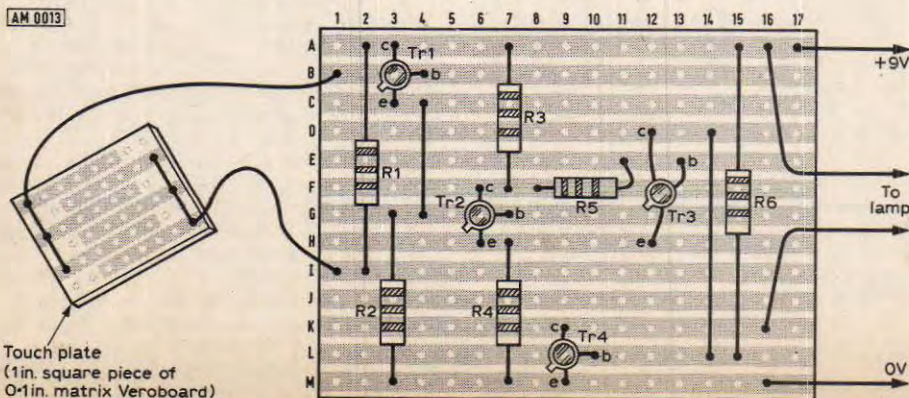 AM 0013
1 2 3 4 5 6 7 8 9 10 11 12 13 14 15 16 17
A
B
C
D
E
F
G
H
I
J
K
L
M
c Tr1
b
e
R3
c
b
R1
c
b
R5
Tr3
R6
Tr2
e
e
R2
R4
c Tr4
b
e
+9V
To
lamp
0V
Touch plate
(1in. square piece of
0·1in. matrix Veroboard)